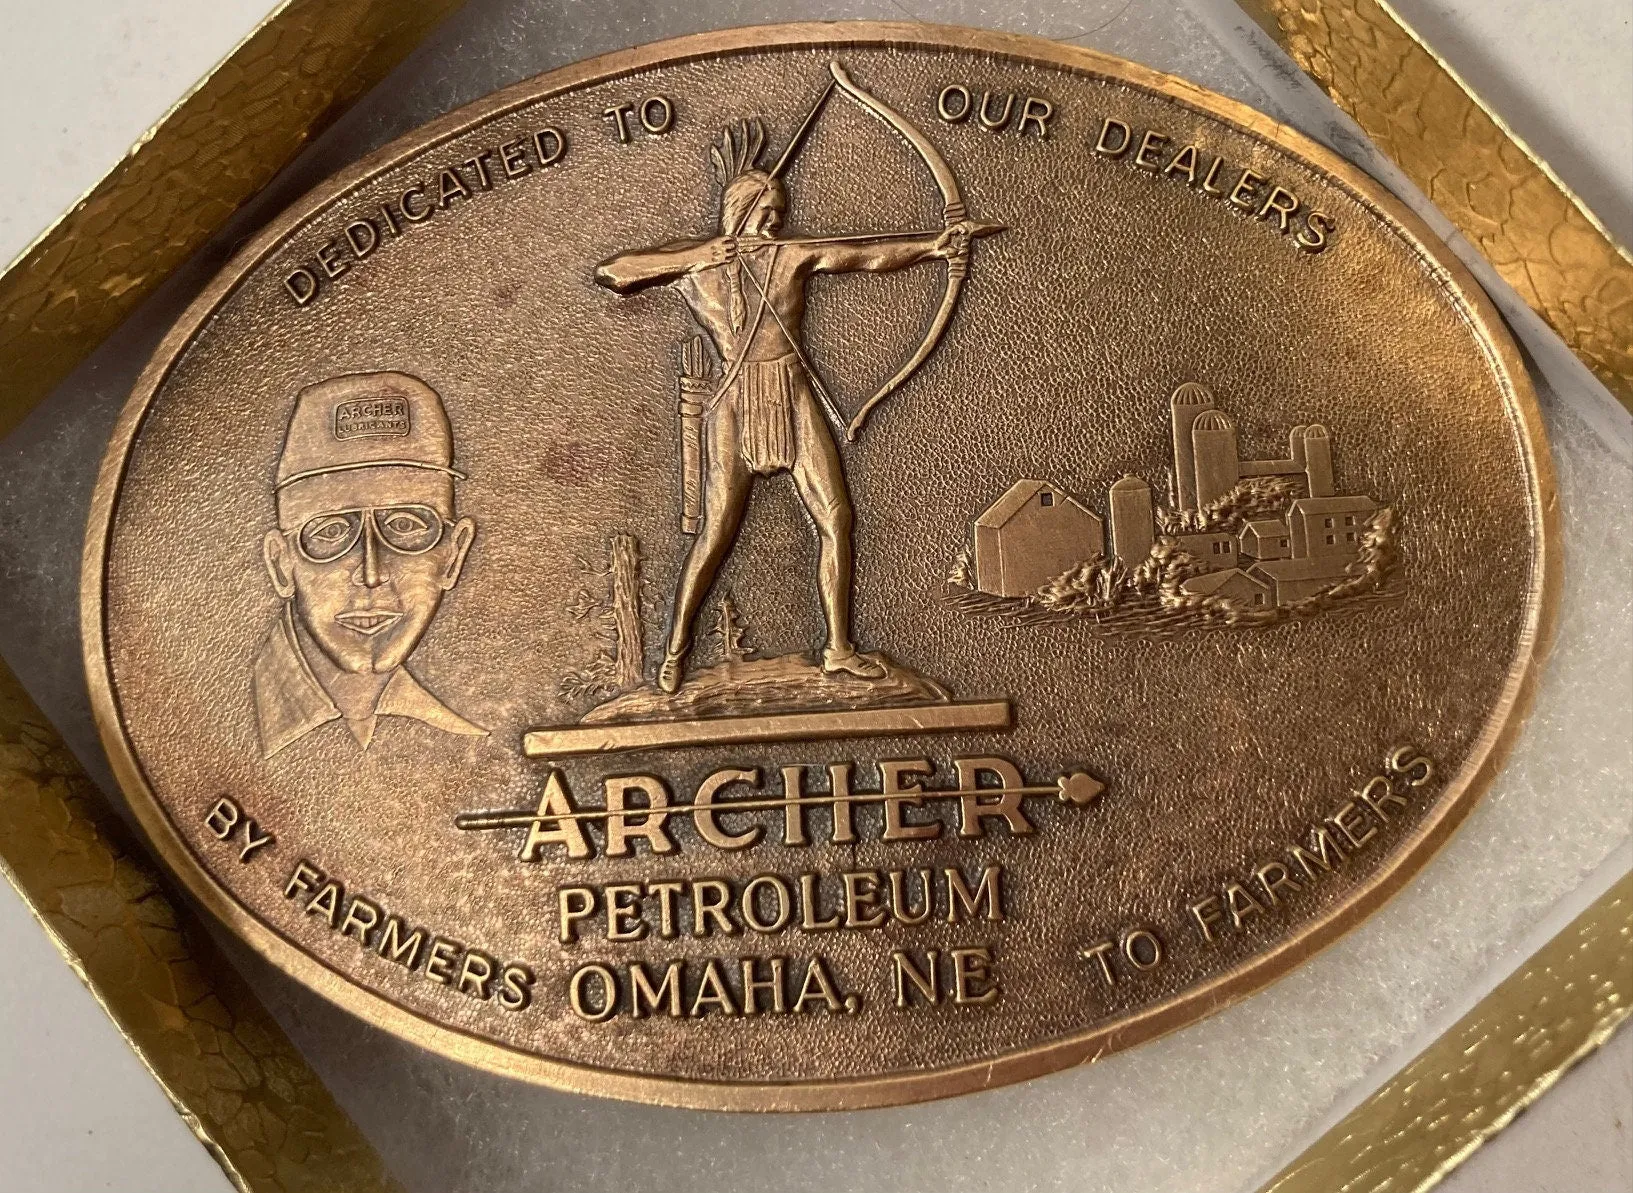 DEDICATED TO OUR DEALERS
ARCHER
LUBRICANTS
ARCHER
PETROLEUM
OMAHA, NE
BY FARMERS TO FARMERS